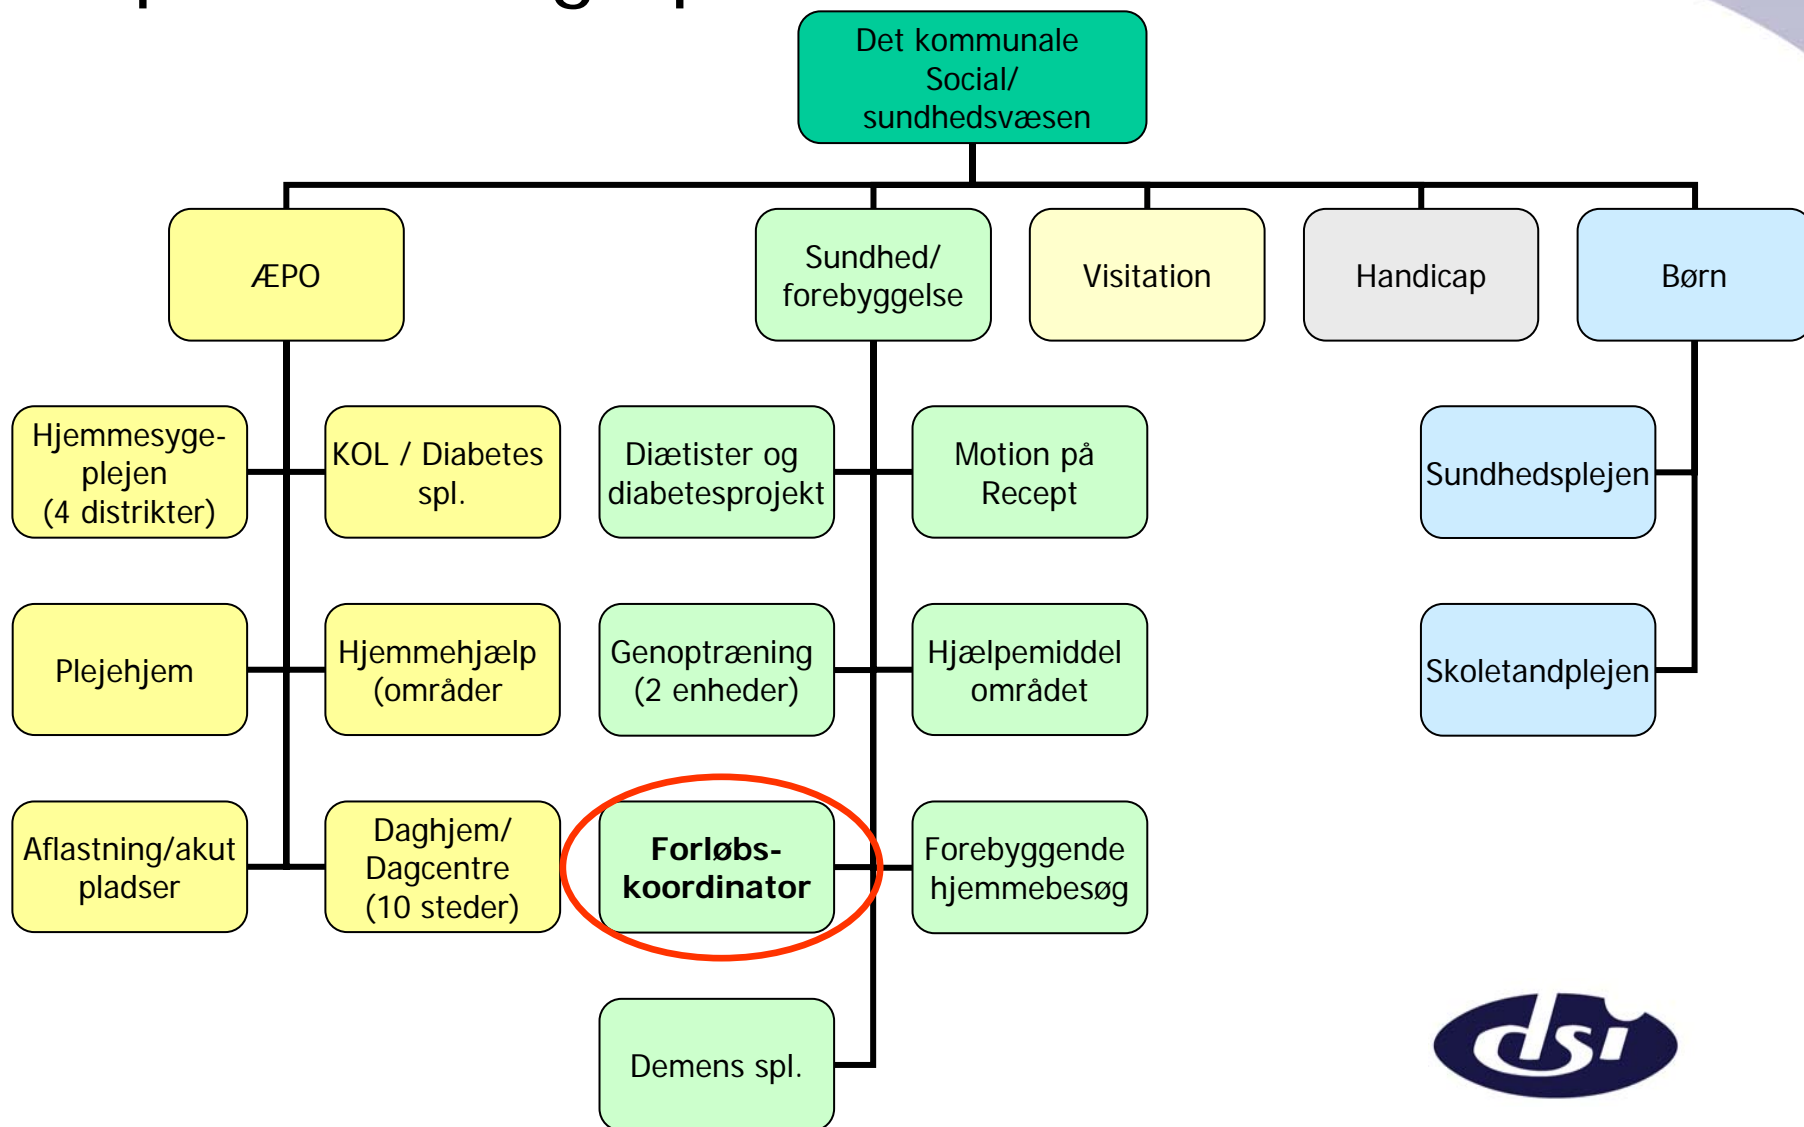 Det kommunale
Social/
sundhedsvæsen
ÆPO
Sundhed/
forebyggelse
Visitation
Handicap
Børn
Hjemmesyge-
plejen
(4 distrikter)
KOL / Diabetes
spl.
Diætister og
diabetesprojekt
Motion på
Recept
Sundhedsplejen
Plejehjem
Hjemmehjælp
(områder
Genoptræning
(2 enheder)
Hjælpemiddel
området
Skoletandplejen
Aflastning/akut
pladser
Daghjem/
Dagcentre
(10 steder)
Forløbs-
koordinator
Forebyggende
hjemmebesøg
Demens spl.
dsi